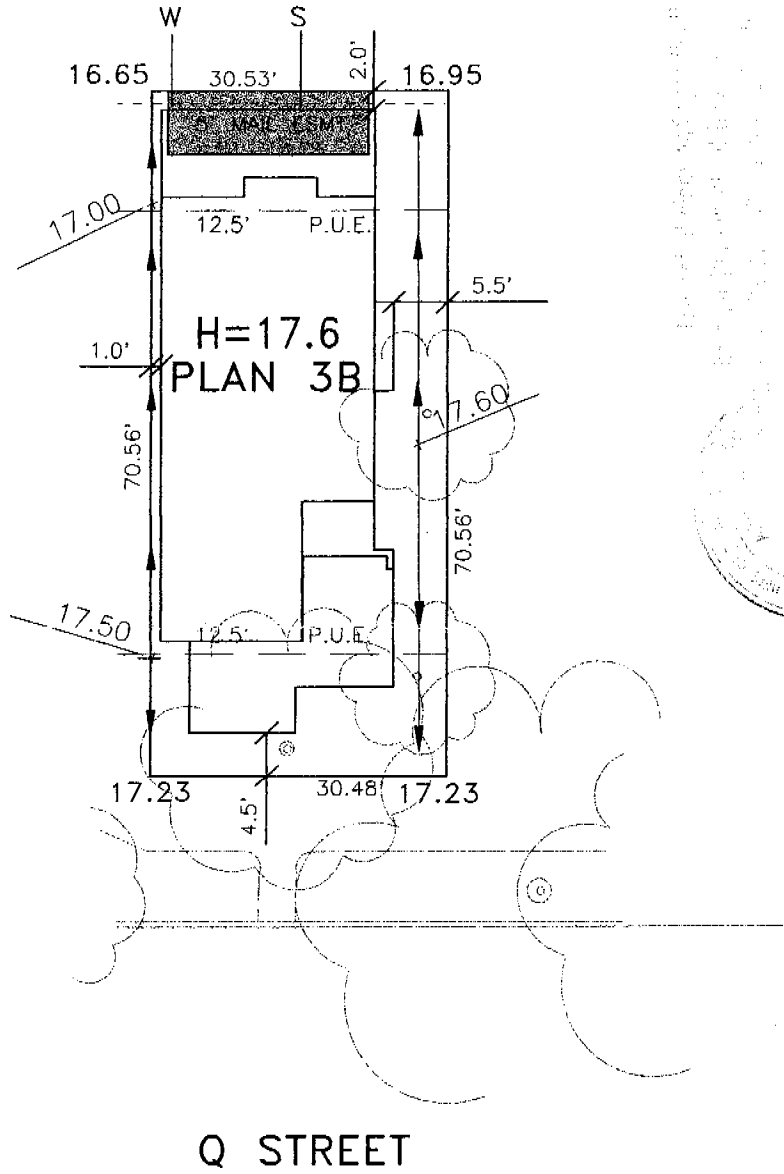 W S
16.65 30.53' 2.0' 16.95
MAIL ESMT
17.00
12.5' P.U.E.
5.5'
H=17.6
1.0'
PLAN 3B
17.60
70.56'
70.56'
17.50
12.5' P.U.E.
17.23 30.48' 17.23
4.5'
Q STREET